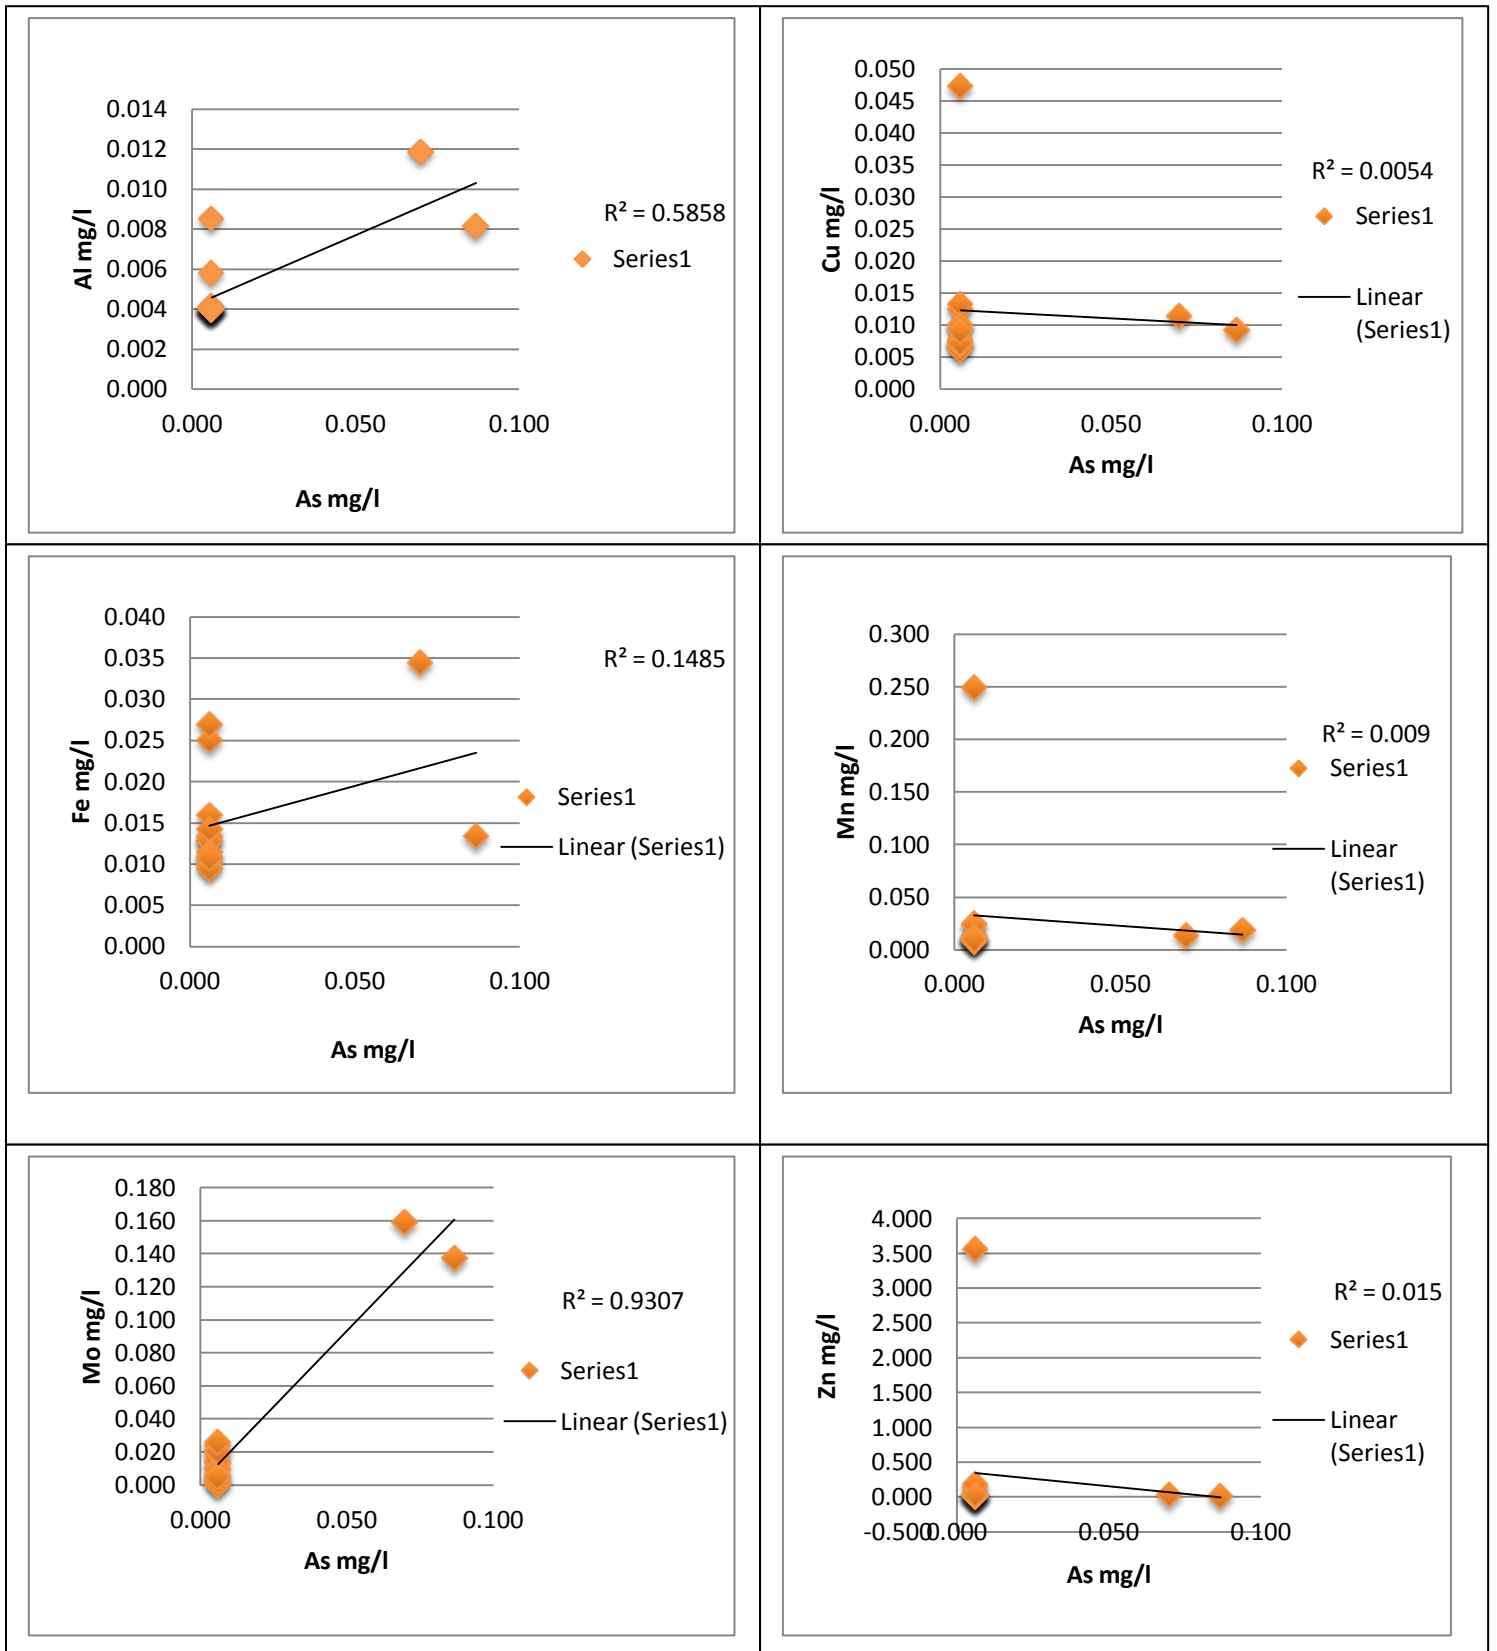 0.014
0.012
0.010
0.008
0.006
0.004
0.002
0.000
0.000 0.050 0.100
Al mg/l
As mg/l
R² = 0.5858
Series1
0.050
0.045
0.040
0.035
0.030
0.025
0.020
0.015
0.010
0.005
0.000
0.000 0.050 0.100
Cu mg/l
As mg/l
R² = 0.0054
Series1
Linear
(Series1)
0.040
0.035
0.030
0.025
0.020
0.015
0.010
0.005
0.000
0.000 0.050 0.100
Fe mg/l
As mg/l
R² = 0.1485
Series1
Linear (Series1)
0.300
0.250
0.200
0.150
0.100
0.050
0.000
0.000 0.050 0.100
Mn mg/l
As mg/l
R² = 0.009
Series1
Linear
(Series1)
0.180
0.160
0.140
0.120
0.100
0.080
0.060
0.040
0.020
0.000
0.000 0.050 0.100
Mo mg/l
As mg/l
R² = 0.9307
Series1
Linear (Series1)
4.000
3.500
3.000
2.500
2.000
1.500
1.000
0.500
0.000
-0.500
0.000 0.050 0.100
Zn mg/l
As mg/l
R² = 0.015
Series1
Linear
(Series1)